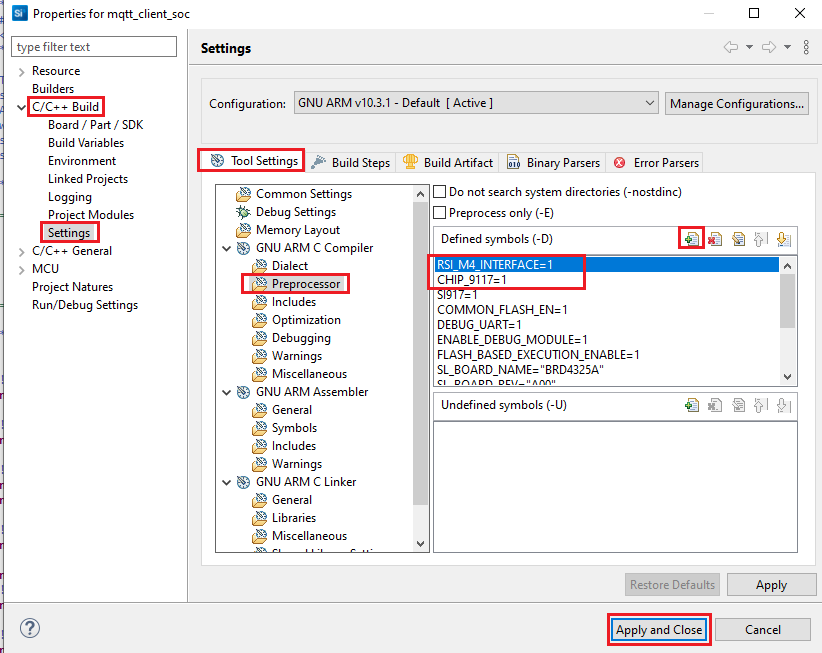 Si Properties for mqtt_client_soc
type filter text
Resource
Builders
C/C++ Build
Board / Part / SDK
Build Variables
Environment
Linked Projects
Logging
Project Modules
Settings
C/C++ General
MCU
Project Natures
Run/Debug Settings
Settings
Configuration: GNU ARM v10.3.1 - Default [ Active ] Manage Configurations...
Tool Settings Build Steps Build Artifact Binary Parsers Error Parsers
Common Settings
Debug Settings
Memory Layout
GNU ARM C Compiler
Dialect
Preprocessor
Includes
Optimization
Debugging
Warnings
Miscellaneous
GNU ARM Assembler
General
Symbols
Includes
Warnings
GNU ARM C Linker
General
Libraries
Miscellaneous
Do not search system directories (-nostdinc)
Preprocess only (-E)
Defined symbols (-D)
RSI_M4_INTERFACE=1
CHIP_9117=1
SI917=1
COMMON_FLASH_EN=1
DEBUG_UART=1
ENABLE_DEBUG_MODULE=1
FLASH_BASED_EXECUTION_ENABLE=1
SL_BOARD_NAME="BRD4325A"
SL_BOARD_REV="A00"
Undefined symbols (-U)
Restore Defaults Apply
? Apply and Close Cancel